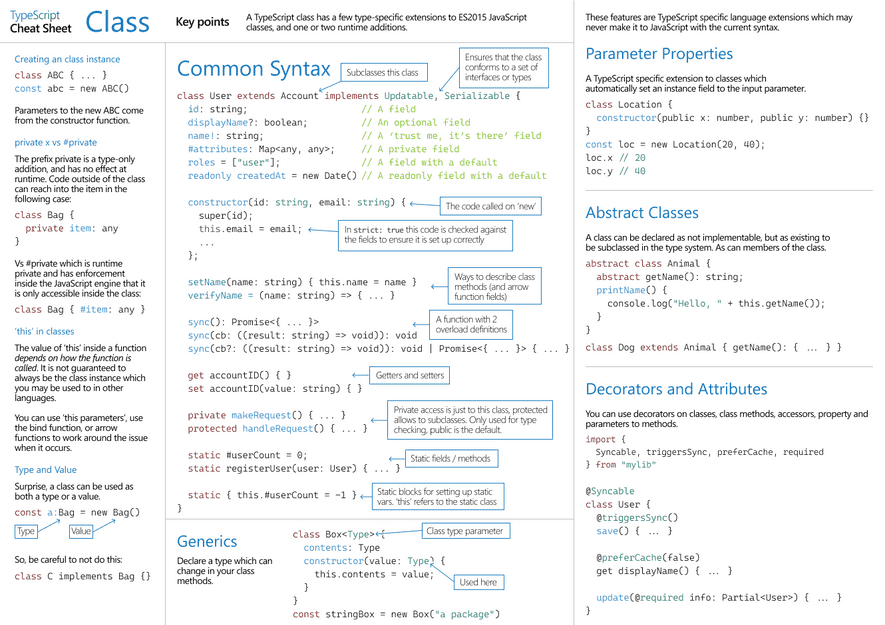 TypeScript
Cheat Sheet
Class
Key points
A TypeScript class has a few type-specific extensions to ES2015 JavaScript
classes, and one or two runtime additions.
Creating an class instance
class ABC { ... }
const abc = new ABC()
Parameters to the new ABC come
from the constructor function.
private x vs #private
The prefix private is a type-only
addition, and has no effect at
runtime. Code outside of the class
can reach into the item in the
following case:
class Bag {
private item: any
}
Vs #private which is runtime
private and has enforcement
inside the JavaScript engine that it
is only accessible inside the class:
class Bag { #item: any }
'this' in classes
The value of 'this' inside a function
depends on how the function is
called. It is not guaranteed to
always be the class instance which
you may be used to in other
languages.
You can use 'this parameters', use
the bind function, or arrow
functions to work around the issue
when it occurs.
Type and Value
Surprise, a class can be used as
both a type or a value.
const a:Bag = new Bag()
Type
Value
So, be careful to not do this:
class C implements Bag {}
Common Syntax
Subclasses this class
Ensures that the class
conforms to a set of
interfaces or types
class User extends Account implements Updatable, Serializable {
id: string; // A field
displayName?: boolean; // An optional field
name!: string; // A 'trust me, it's there' field
#attributes: Map<any, any>; // A private field
roles = ["user"]; // A field with a default
readonly createdAt = new Date() // A readonly field with a default
constructor(id: string, email: string) {
The code called on 'new'
super(id);
this.email = email;
In strict: true this code is checked against
the fields to ensure it is set up correctly
...
};
setName(name: string) { this.name = name }
verifyName = (name: string) => { ... }
Ways to describe class
methods (and arrow
function fields)
sync(): Promise<{ ... }>
sync(cb: ((result: string) => void)): void
sync(cb?: ((result: string) => void)): void | Promise<{ ... }> { ... }
A function with 2
overload definitions
get accountID() { }
set accountID(value: string) { }
Getters and setters
private makeRequest() { ... }
protected handleRequest() { ... }
Private access is just to this class, protected
allows to subclasses. Only used for type
checking, public is the default.
static #userCount = 0;
static registerUser(user: User) { ... }
Static fields / methods
static { this.#userCount = -1 }
Static blocks for setting up static
vars. 'this' refers to the static class
}
Generics
Declare a type which can
change in your class
methods.
class Box<Type> {
Class type parameter
contents: Type
constructor(value: Type) {
this.contents = value;
Used here
}
}
const stringBox = new Box("a package")
These features are TypeScript specific language extensions which may
never make it to JavaScript with the current syntax.
Parameter Properties
A TypeScript specific extension to classes which
automatically set an instance field to the input parameter.
class Location {
constructor(public x: number, public y: number) {}
}
const loc = new Location(20, 40);
loc.x // 20
loc.y // 40
Abstract Classes
A class can be declared as not implementable, but as existing to
be subclassed in the type system. As can members of the class.
abstract class Animal {
abstract getName(): string;
printName() {
console.log("Hello, " + this.getName());
}
}
class Dog extends Animal { getName(): { ... } }
Decorators and Attributes
You can use decorators on classes, class methods, accessors, property and
parameters to methods.
import {
Syncable, triggersSync, preferCache, required
} from "mylib"
@Syncable
class User {
@triggersSync()
save() { ... }
@preferCache(false)
get displayName() { ... }
update(@required info: Partial<User>) { ... }
}